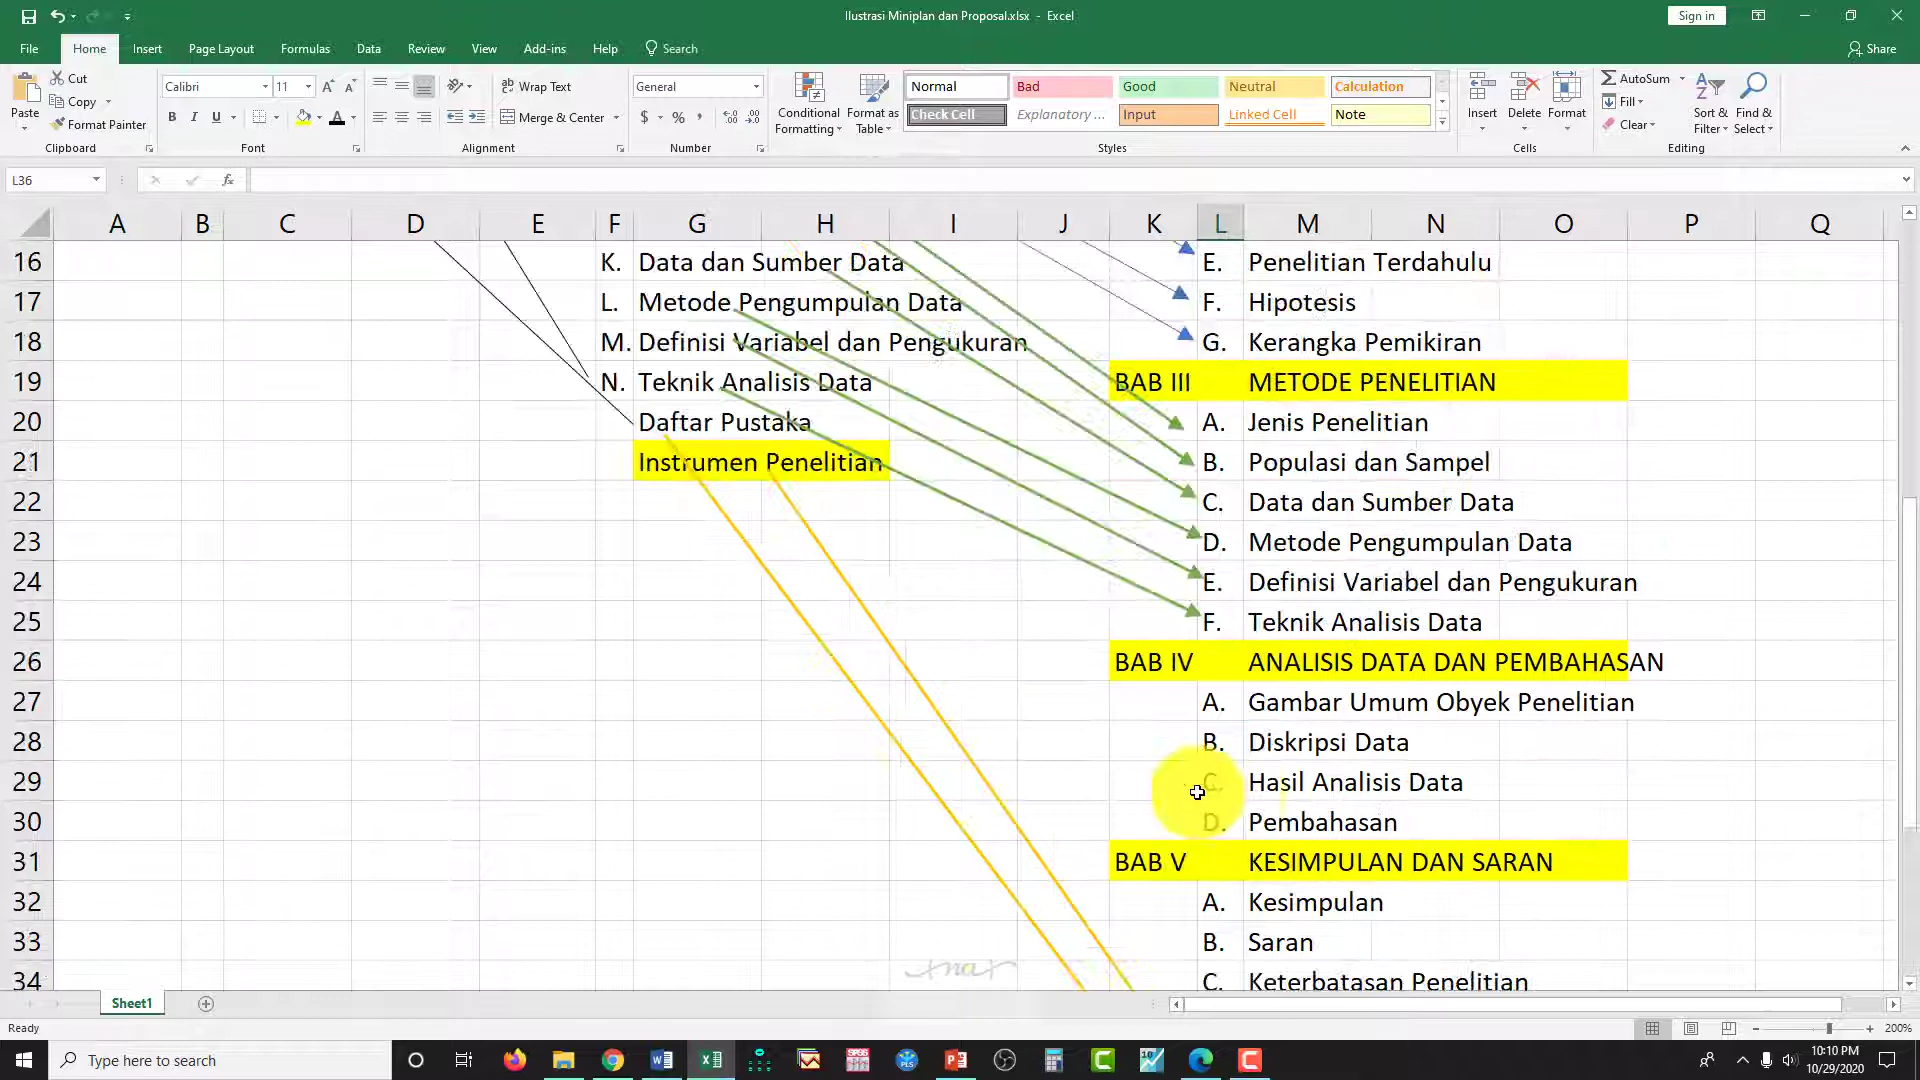 Ilustrasi Miniplan dan Proposal.xlsx - Excel
Sign in
File Home Insert Page Layout Formulas Data Review View Add-ins Help Search Share
Paste
Cut
Copy
Format Painter
Clipboard
Calibri 11
B I U
Font
Wrap Text
Merge & Center
Alignment
General
$ % ,
Number
Conditional Formatting
Format as Table
Normal Bad Good Neutral Calculation
Check Cell Explanatory ... Input Linked Cell Note
Styles
Insert Delete Format
Cells
AutoSum
Fill
Clear
Sort & Filter
Find & Select
Editing
L36
fx
A B C D E F G H I J K L M N O P Q
16 K. Data dan Sumber Data E. Penelitian Terdahulu
17 L. Metode Pengumpulan Data F. Hipotesis
18 M. Definisi Variabel dan Pengukuran G. Kerangka Pemikiran
19 N. Teknik Analisis Data BAB III METODE PENELITIAN
20 Daftar Pustaka A. Jenis Penelitian
21 Instrumen Penelitian B. Populasi dan Sampel
22 C. Data dan Sumber Data
23 D. Metode Pengumpulan Data
24 E. Definisi Variabel dan Pengukuran
25 F. Teknik Analisis Data
26 BAB IV ANALISIS DATA DAN PEMBAHASAN
27 A. Gambar Umum Obyek Penelitian
28 B. Diskripsi Data
29 C. Hasil Analisis Data
30 D. Pembahasan
31 BAB V KESIMPULAN DAN SARAN
32 A. Kesimpulan
33 B. Saran
34 C. Keterbatasan Penelitian
Sheet1
Ready
200%
Type here to search
10:10 PM
10/29/2020